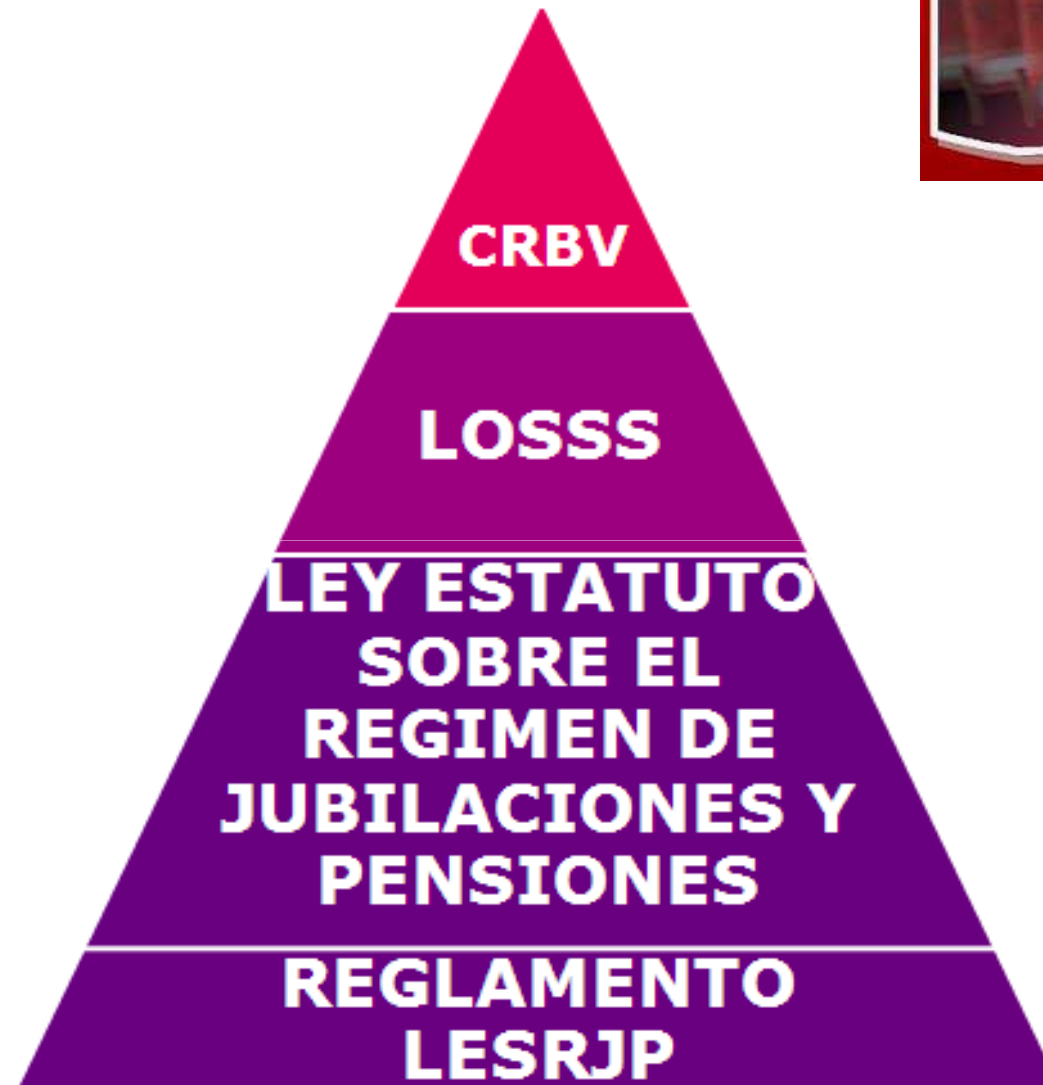 CRBV
LOSSS
LEY ESTATUTO
SOBRE EL
REGIMEN DE
JUBILACIONES Y
PENSIONES
REGLAMENTO
LESRJP